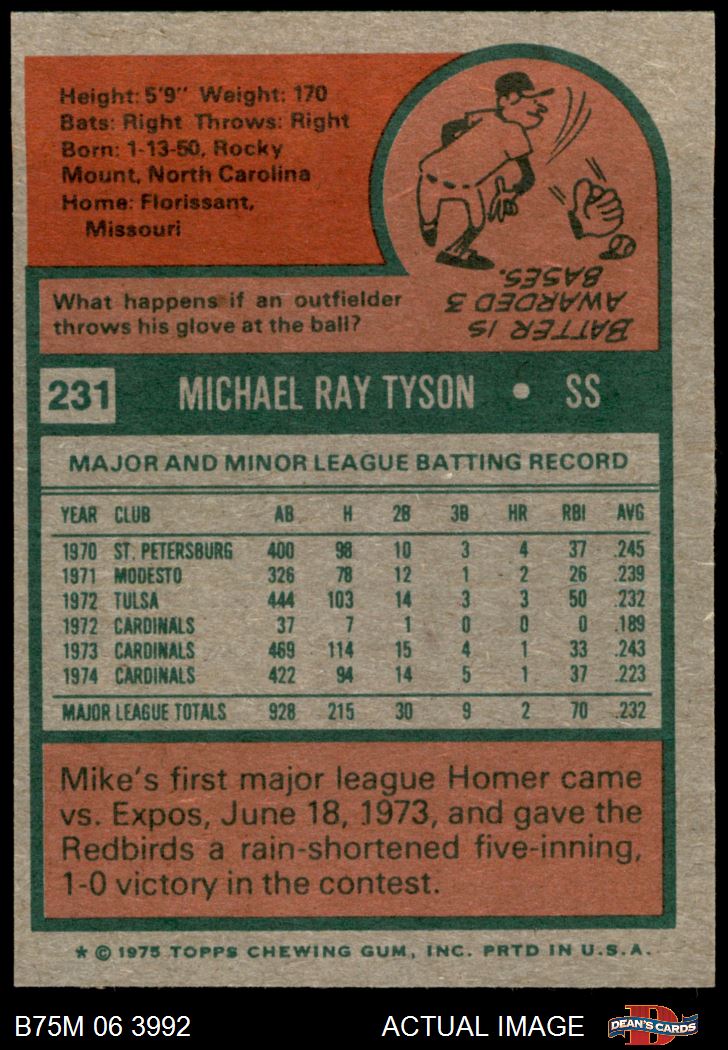 Height: 5'9" Weight: 170
Bats: Right Throws: Right
Born: 1-13-50, Rocky
Mount, North Carolina
Home: Florissant,
Missouri
What happens if an outfielder
throws his glove at the ball?
BATTER IS
AWARDED 3
BASES.
231 MICHAEL RAY TYSON • SS
MAJOR AND MINOR LEAGUE BATTING RECORD
YEAR CLUB AB H 2B 3B HR RBI AVG
1970 ST. PETERSBURG 400 98 10 3 4 37 .245
1971 MODESTO 326 78 12 1 2 26 .239
1972 TULSA 444 103 14 3 3 50 .232
1972 CARDINALS 37 7 1 0 0 0 .189
1973 CARDINALS 469 114 15 4 1 33 .243
1974 CARDINALS 422 94 14 5 1 37 .223
MAJOR LEAGUE TOTALS 928 215 30 9 2 70 .232
Mike's first major league Homer came
vs. Expos, June 18, 1973, and gave the
Redbirds a rain-shortened five-inning,
1-0 victory in the contest.
* © 1975 TOPPS CHEWING GUM, INC. PRTD IN U.S.A.
B75M 06 3992 ACTUAL IMAGE D DEAN'S CARDS